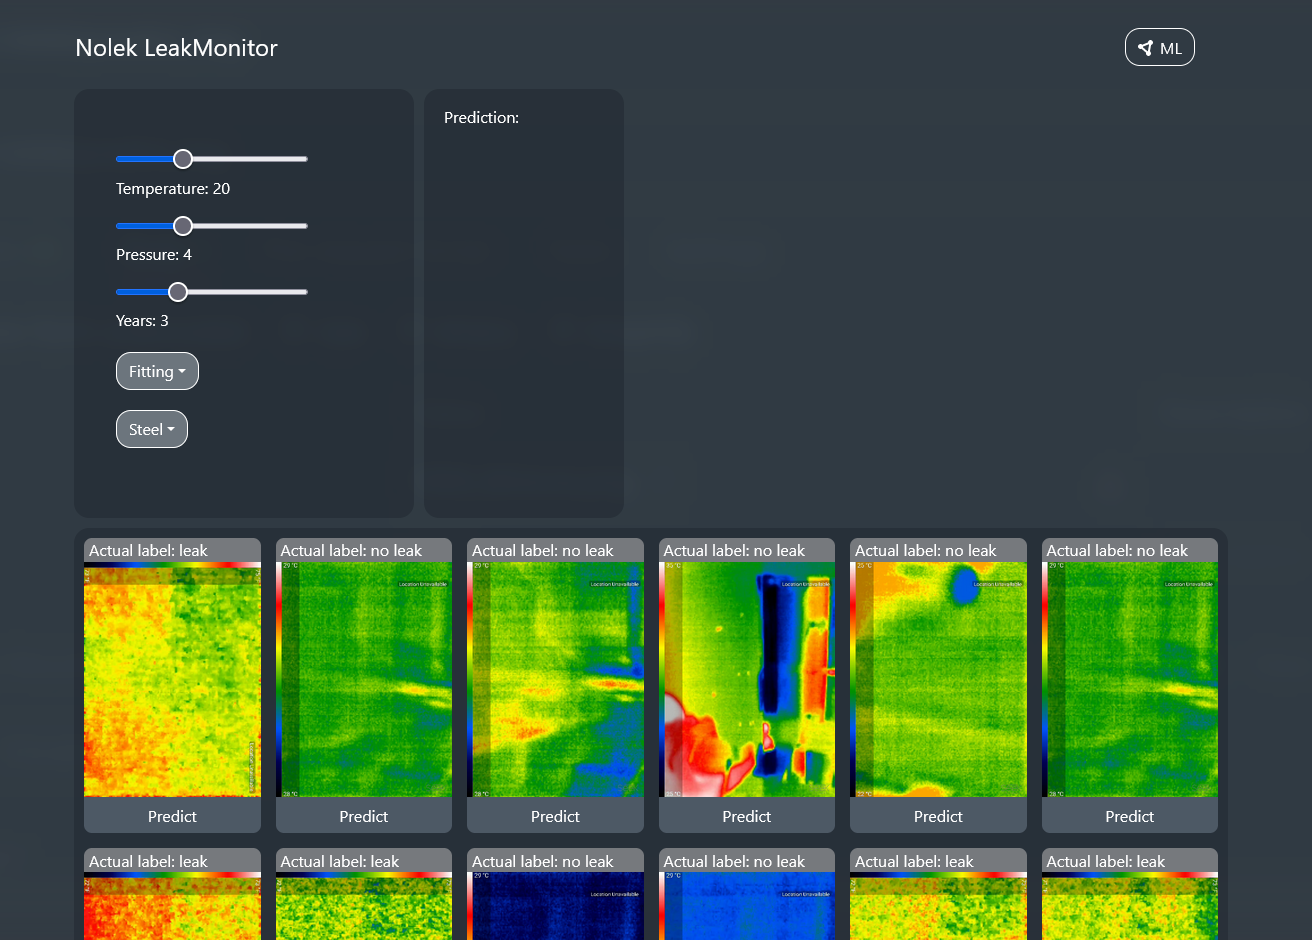 Nolek LeakMonitor
ML
Prediction:
Temperature: 20
Pressure: 4
Years: 3
Fitting
Steel
Actual label: leak
Actual label: no leak
Actual label: no leak
Actual label: no leak
Actual label: no leak
Actual label: no leak
29 °C
Location Unavailable
28 °C
29 °C
Location Unavailable
28 °C
Location Unavailable
25 °C
Location Unavailable
22 °C
29 °C
Location Unavailable
28 °C
Predict
Predict
Predict
Predict
Predict
Predict
Actual label: leak
Actual label: leak
Actual label: no leak
Actual label: no leak
Actual label: leak
Actual label: leak
29 °C
Location Unavailable
29 °C
Location Unavailable